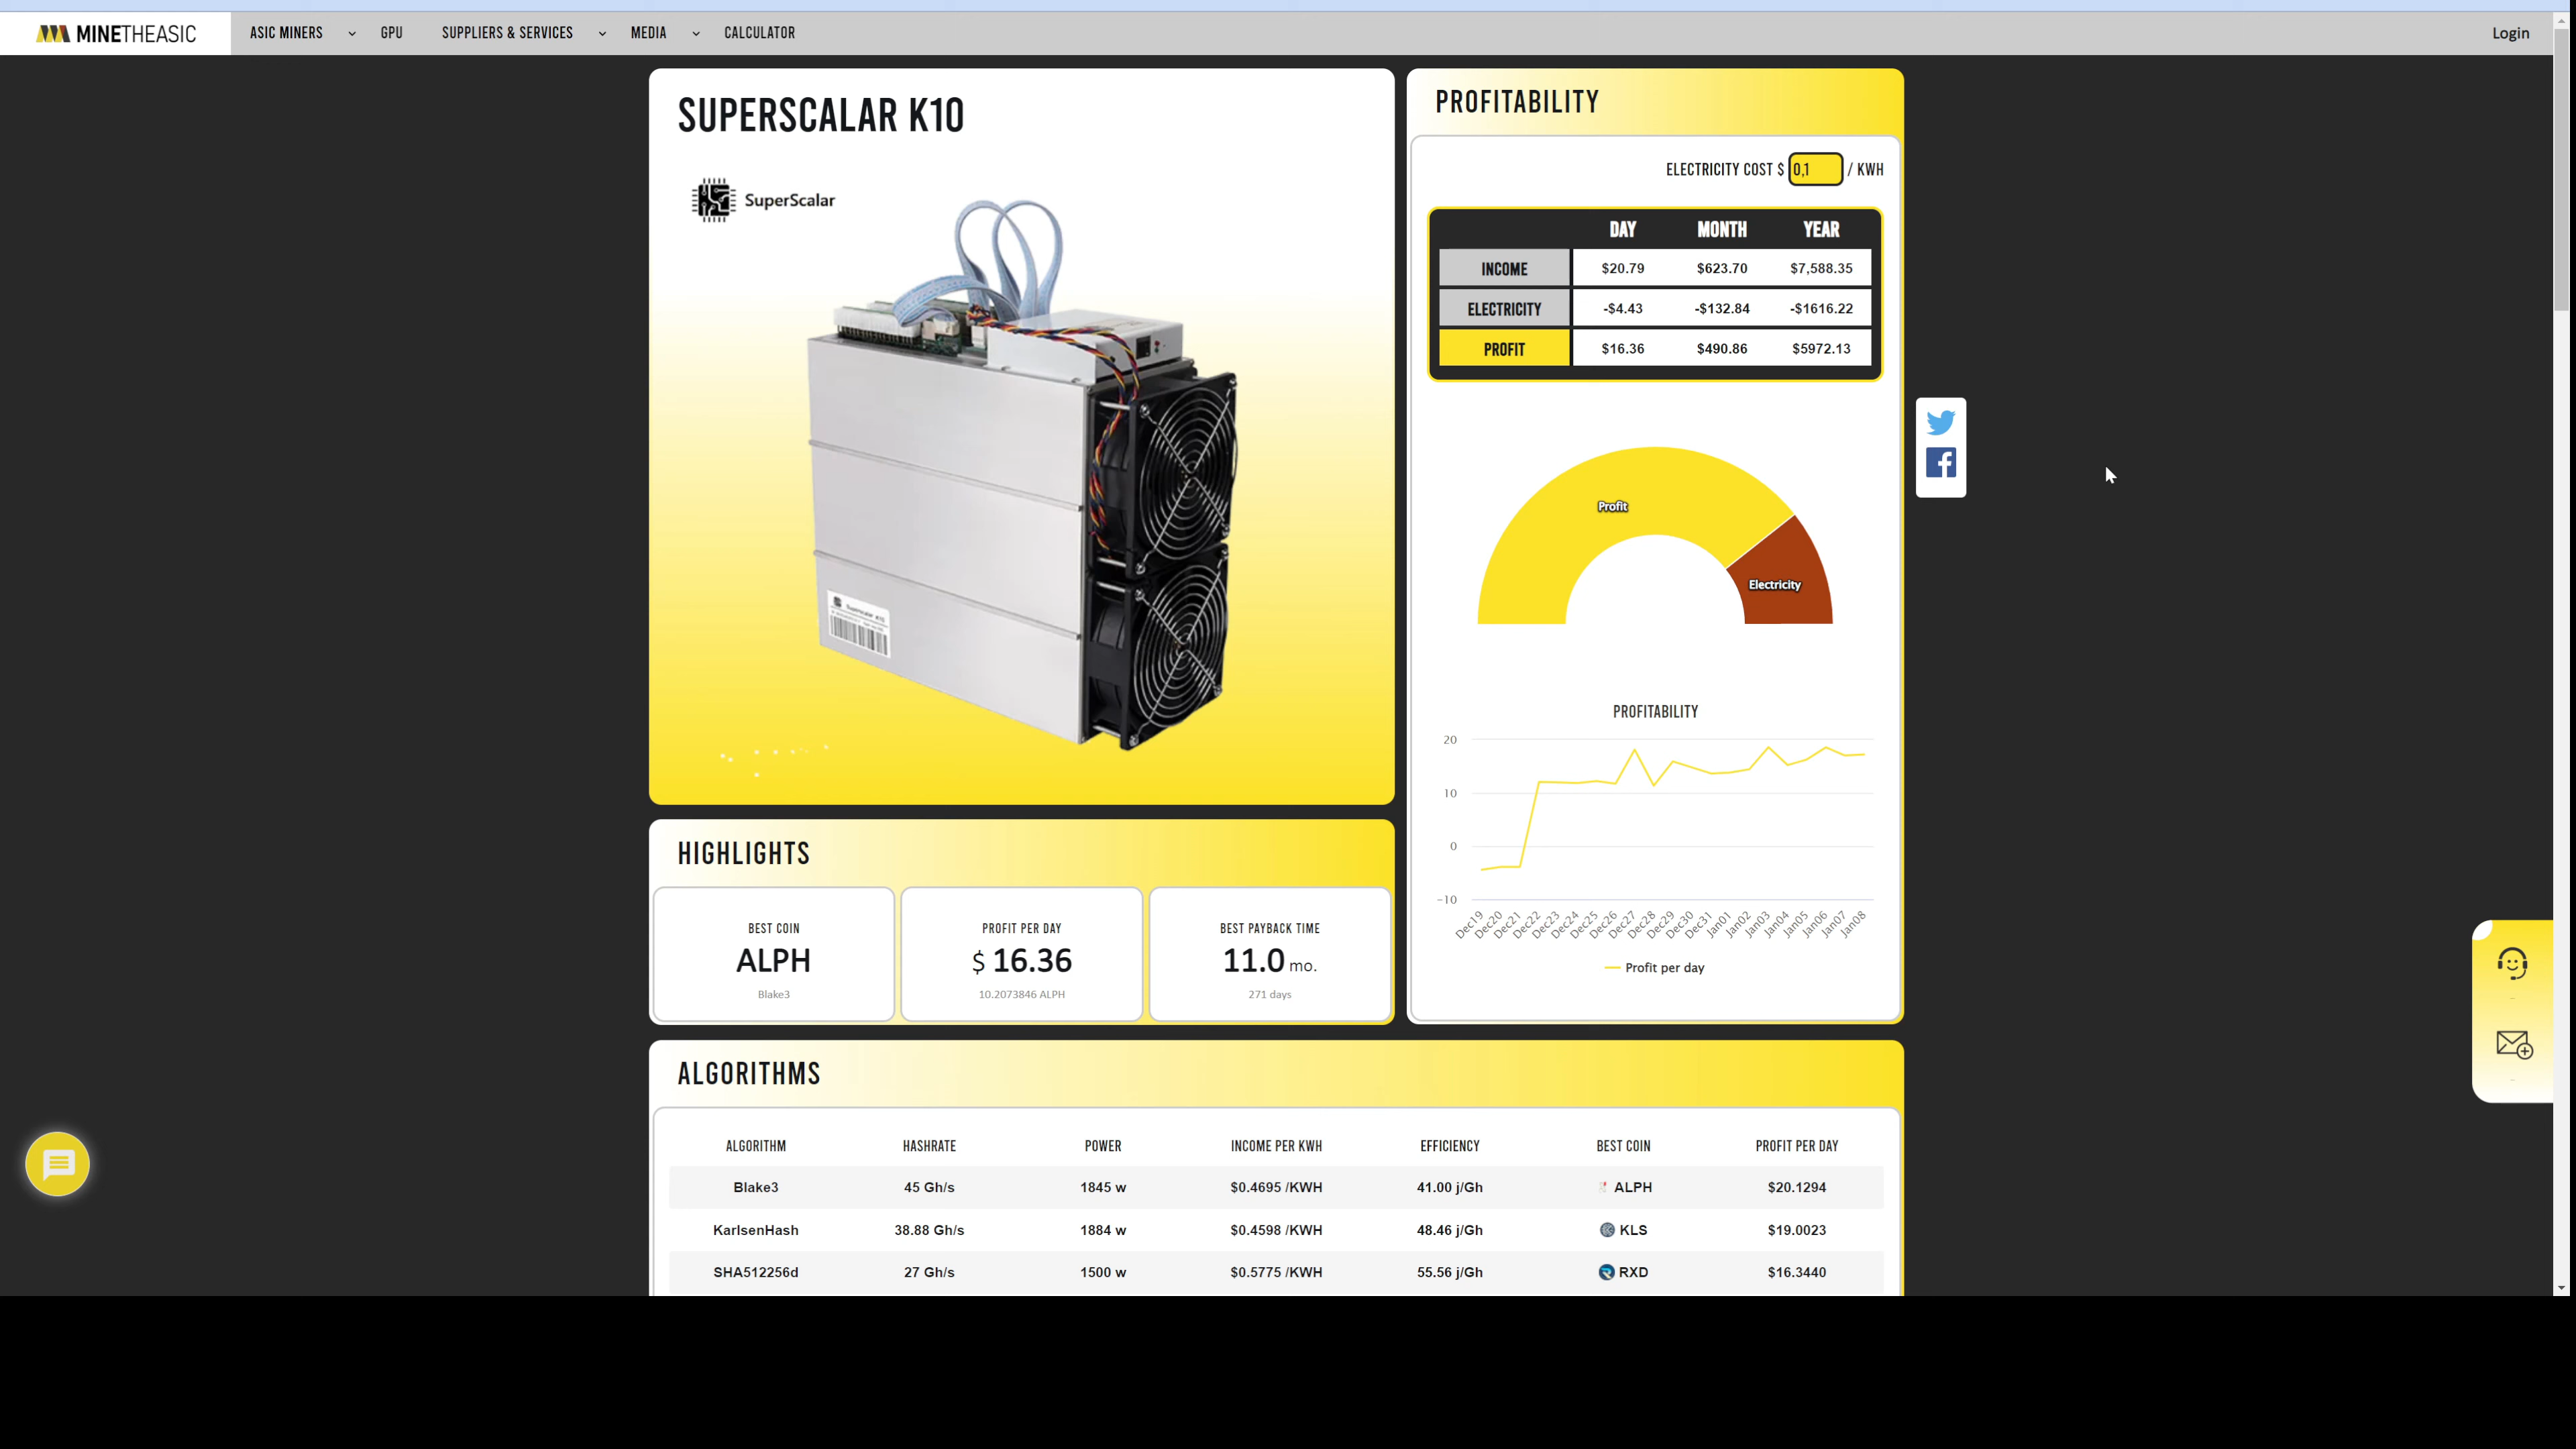 MINETHEASIC
ASIC MINERS
GPU
SUPPLIERS & SERVICES
MEDIA
CALCULATOR
Login
SUPERSCALAR K10
SuperScalar
Superscalar K10
PROFITABILITY
ELECTRICITY COST $ 0,1 / KWH
DAY MONTH YEAR
INCOME $20.79 $623.70 $7,588.35
ELECTRICITY -$4.43 -$132.84 -$1616.22
PROFIT $16.36 $490.86 $5972.13
Profit
Electricity
PROFITABILITY
20
10
0
-10
Dec19 Dec20 Dec21 Dec22 Dec23 Dec24 Dec25 Dec26 Dec27 Dec28 Dec29 Dec30 Dec31 Jan01 Jan02 Jan03 Jan04 Jan05 Jan06 Jan07 Jan08
Profit per day
HIGHLIGHTS
BEST COIN
ALPH
Blake3
PROFIT PER DAY
$ 16.36
10.2073846 ALPH
BEST PAYBACK TIME
11.0 mo.
271 days
ALGORITHMS
ALGORITHM HASHRATE POWER INCOME PER KWH EFFICIENCY BEST COIN PROFIT PER DAY
Blake3 45 Gh/s 1845 w $0.4695 /KWH 41.00 j/Gh ALPH $20.1294
KarlsenHash 38.88 Gh/s 1884 w $0.4598 /KWH 48.46 j/Gh KLS $19.0023
SHA512256d 27 Gh/s 1500 w $0.5775 /KWH 55.56 j/Gh RXD $16.3440